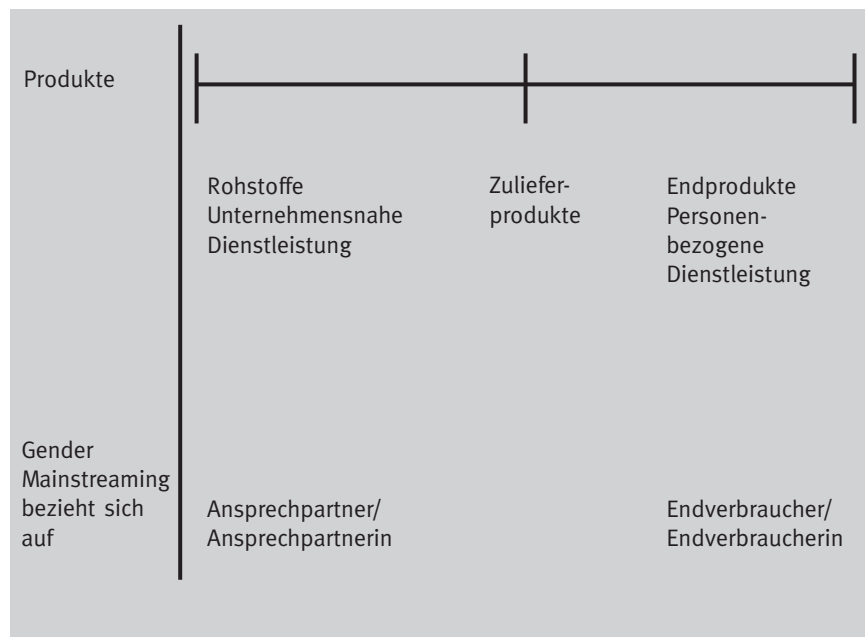 Produkte
Rohstoffe
Unternehmensnahe
Dienstleistung
Zuliefer-
produkte
Endprodukte
Personen-
bezogene
Dienstleistung
Gender
Mainstreaming
bezieht sich
auf
Ansprechpartner/
Ansprechpartnerin
Endverbraucher/
Endverbraucherin